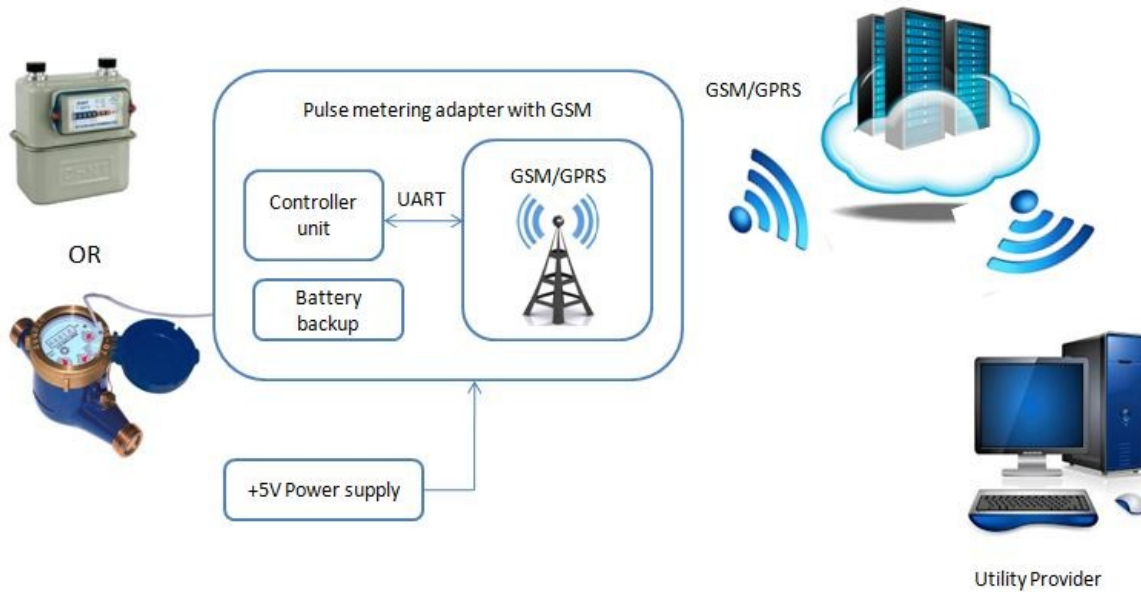 GSM/GPRS
Pulse metering adapter with GSM
GSM/GPRS
Controller
unit
UART
OR
Battery
backup
+5V Power supply
Utility Provider